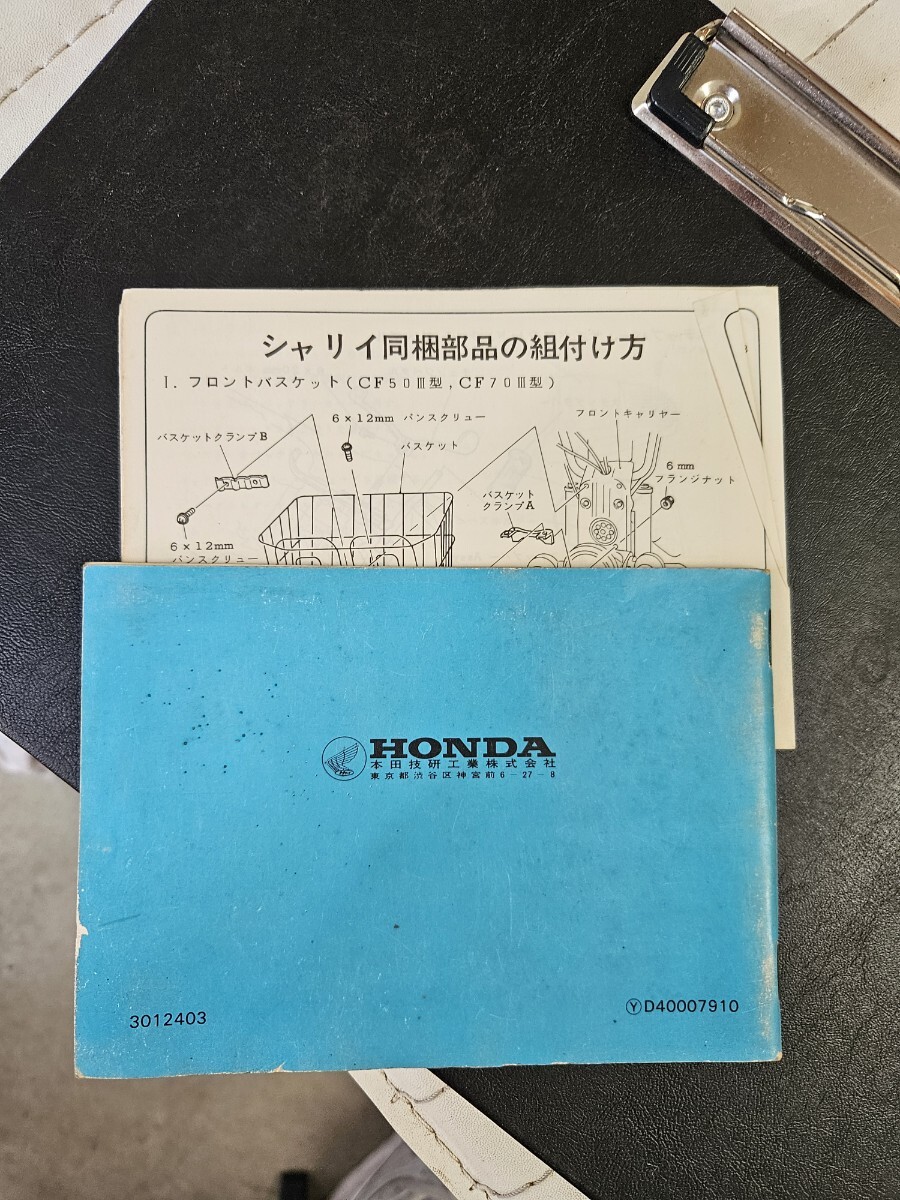 シャリイ同梱部品の組付け方
I. フロントバスケット(CF50Ⅲ型,CF70Ⅲ型)
6×12mm パンスクリュー
フロントキャリヤー
バスケットクランプB
バスケット
6mm
フランジナット
バスケット
クランプA
6×12mm
パンスクリュー
HONDA
本田技研工業株式会社
東京都渋谷区神宮前6-27-8
3012403
ⓎD40007910